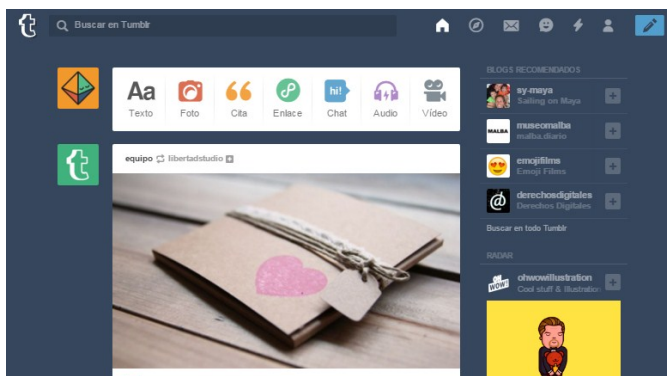 t
Buscar en Tumblr
Aa
Texto
Foto
Cita
Enlace
hi!
Chat
Audio
Vídeo
t
equipo libertadstudio
BLOGS RECOMENDADOS
sy-maya
Sailing on Maya
MALBA
museomalba
malba.diario
emojifilms
Emoji Films
@
derechosdigitales
Derechos Digitales
Buscar en todo Tumblr
RADAR
WOW!
ohwowillustration
Cool stuff & Illustration